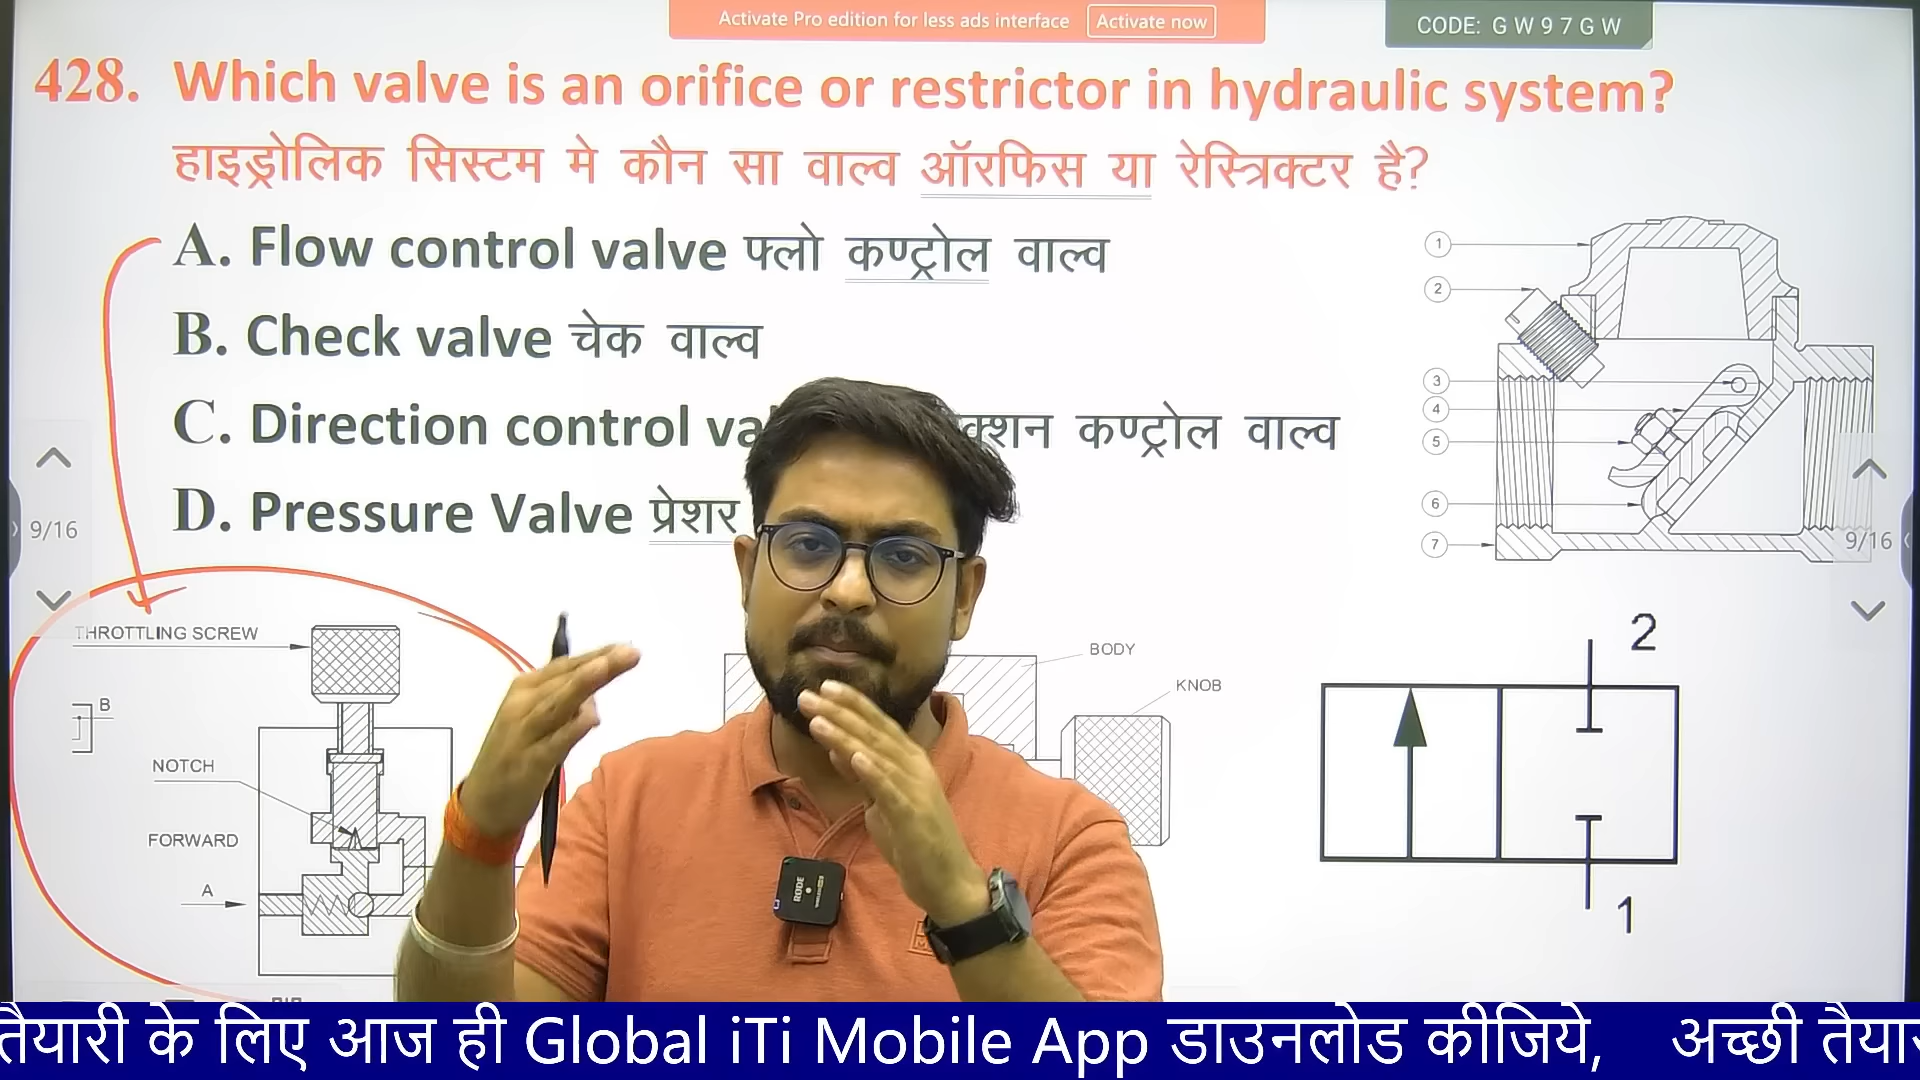 Activate Pro edition for less ads interface Activate now
CODE: G W 9 7 G W
428. Which valve is an orifice or restrictor in hydraulic system?
हाइड्रोलिक सिस्टम मे कौन सा वाल्व ऑरफिस या रेस्त्रिक्टर है?
A. Flow control valve फ्लो कण्ट्रोल वाल्व
B. Check valve चेक वाल्व
C. Direction control va क्शन कण्ट्रोल वाल्व
D. Pressure Valve प्रेशर
1
2
3
4
5
6
7
9/16
9/16
THROTTLING SCREW
B
NOTCH
FORWARD
A
BODY
KNOB
2
1
RODE
तैयारी के लिए आज ही Global iTi Mobile App डाउनलोड कीजिये, अच्छी